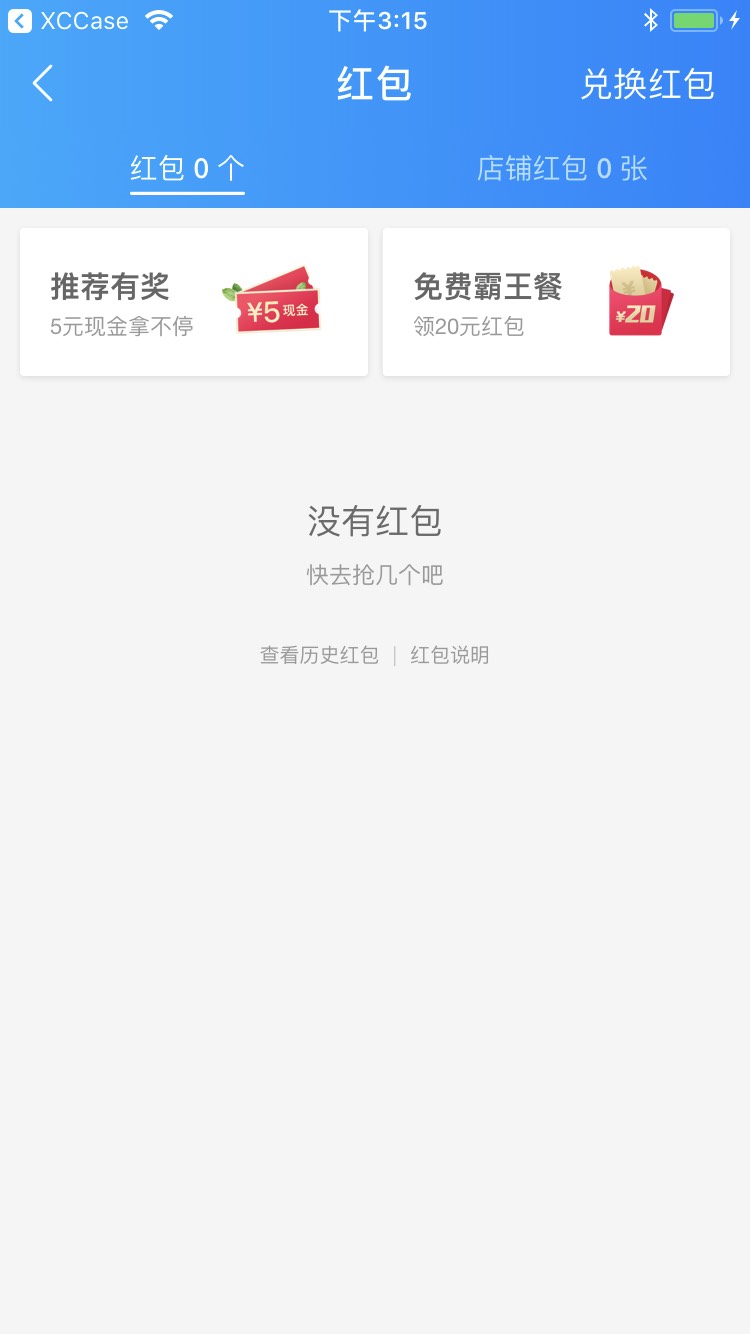 XCCase
下午3:15
红包
兑换红包
红包 0 个
店铺红包 0 张
推荐有奖
5元现金拿不停
¥5现金
免费霸王餐
领20元红包
¥
¥20
没有红包
快去抢几个吧
查看历史红包 | 红包说明